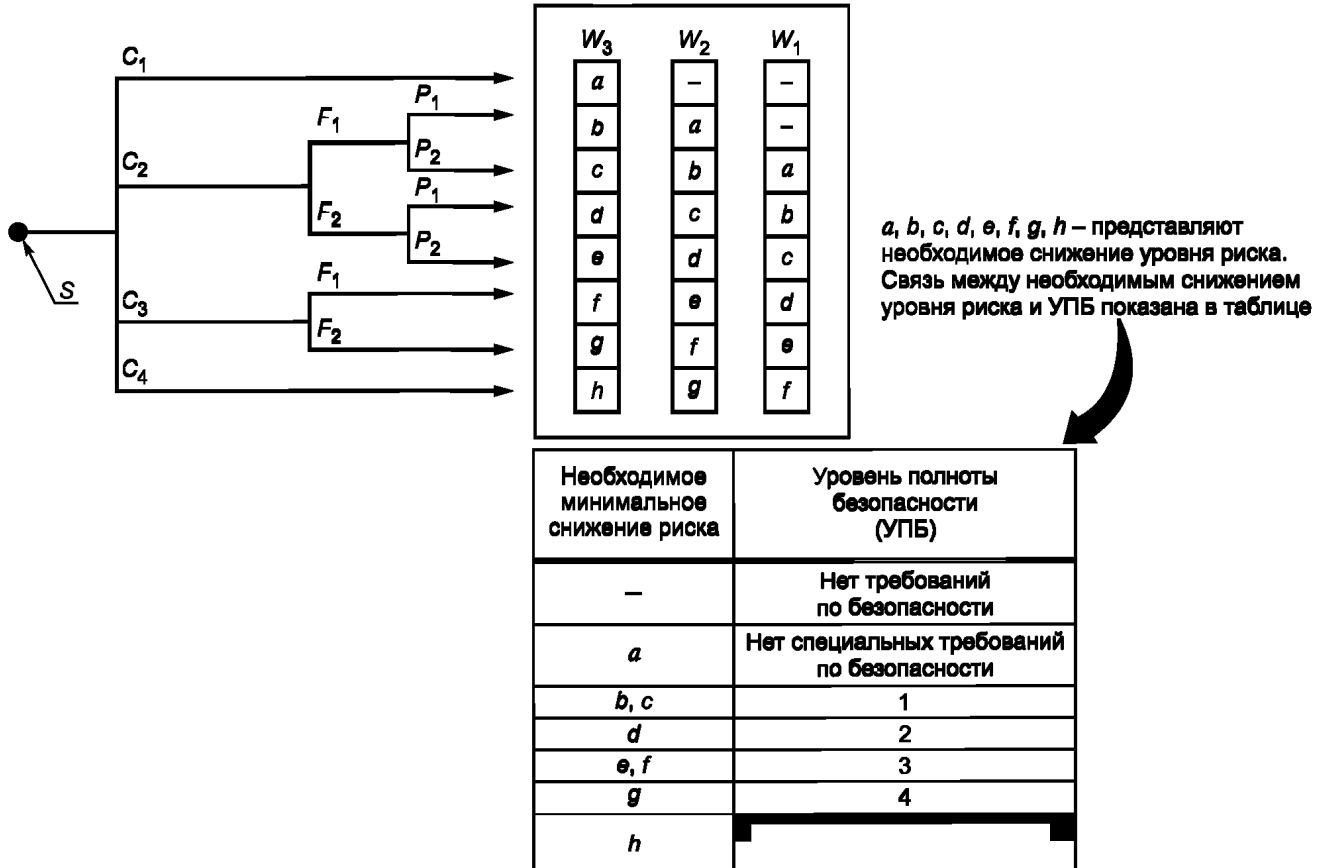 W3 W2 W1
C1
a – –
P1
F1
b a –
P2
C2
c b a
P1
F2
d c b
P2
e d c
S
F1
C3
f e d
F2
g f e
C4
h g f
a, b, c, d, e, f, g, h – представляют
необходимое снижение уровня риска.
Связь между необходимым снижением
уровня риска и УПБ показана в таблице
Необходимое
минимальное
снижение риска
Уровень полноты
безопасности
(УПБ)
–
Нет требований
по безопасности
a
Нет специальных требований
по безопасности
b, c 1
d 2
e, f 3
g 4
h